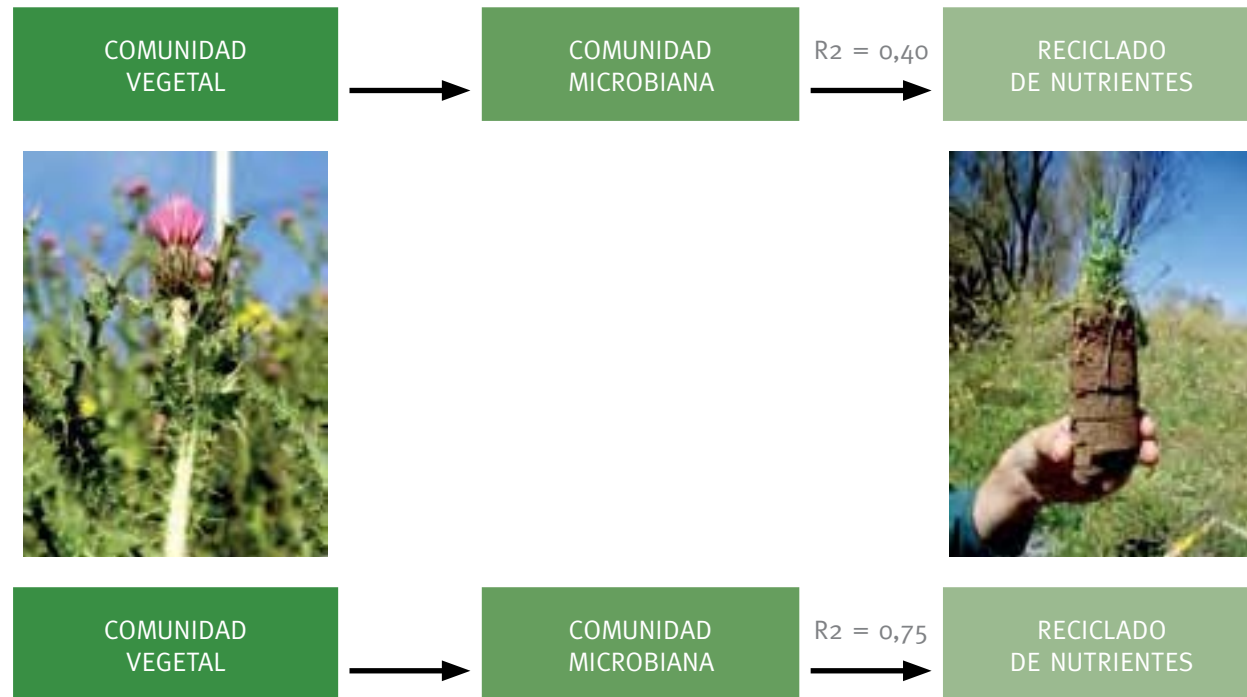 COMUNIDAD
VEGETAL
COMUNIDAD
MICROBIANA
R2 = 0,40
RECICLADO
DE NUTRIENTES
COMUNIDAD
VEGETAL
COMUNIDAD
MICROBIANA
R2 = 0,75
RECICLADO
DE NUTRIENTES